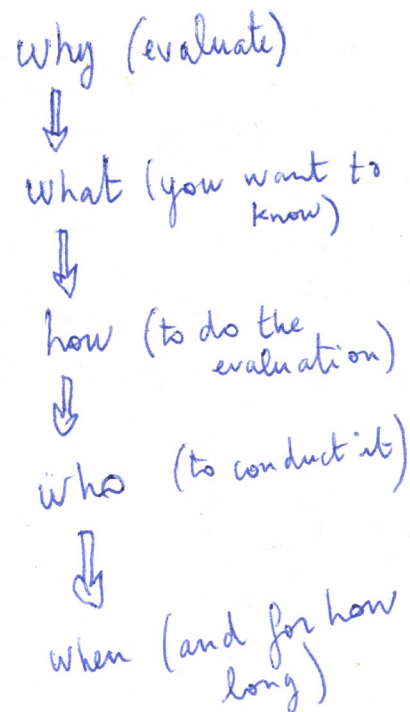 why (evaluate)
what (you want to
know)
how (to do the
evaluation)
who (to conduct it)
when (and for how
long)